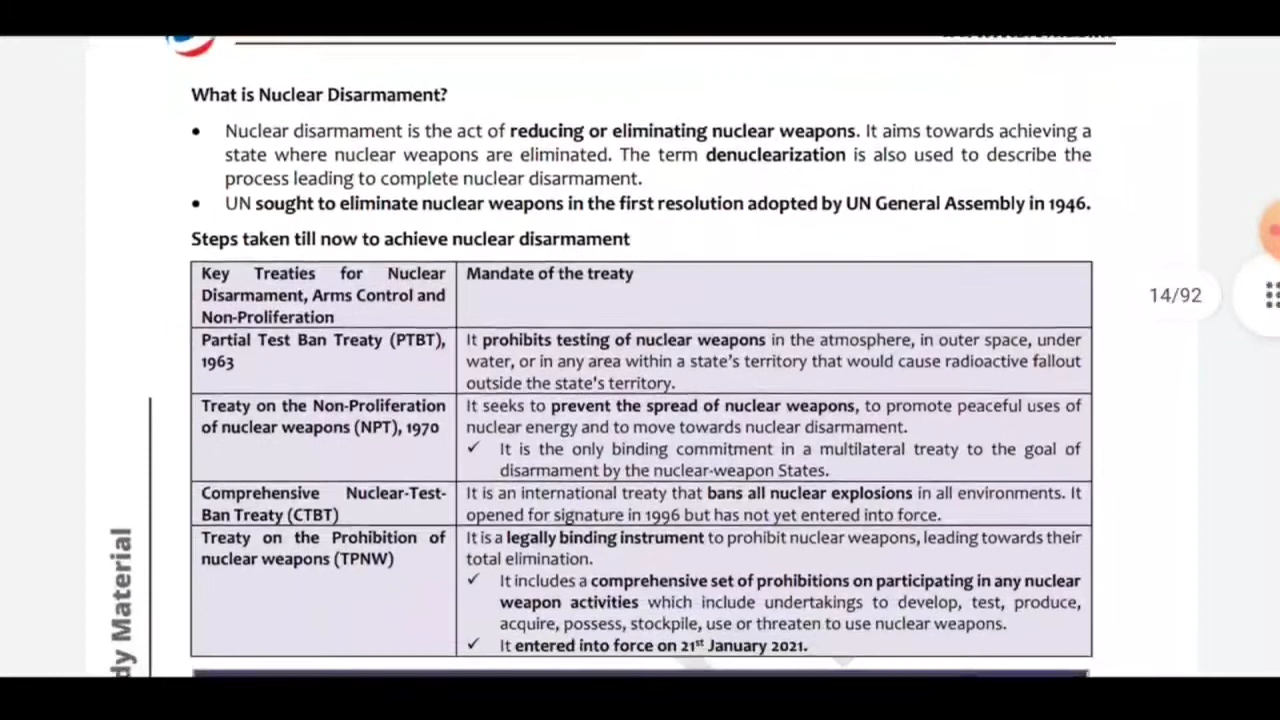 What is Nuclear Disarmament?
• Nuclear disarmament is the act of reducing or eliminating nuclear weapons. It aims towards achieving a
state where nuclear weapons are eliminated. The term denuclearization is also used to describe the
process leading to complete nuclear disarmament.
• UN sought to eliminate nuclear weapons in the first resolution adopted by UN General Assembly in 1946.
Steps taken till now to achieve nuclear disarmament
Key Treaties for Nuclear
Disarmament, Arms Control and
Non-Proliferation
Mandate of the treaty
Partial Test Ban Treaty (PTBT),
1963
It prohibits testing of nuclear weapons in the atmosphere, in outer space, under
water, or in any area within a state's territory that would cause radioactive fallout
outside the state's territory.
Treaty on the Non-Proliferation
of nuclear weapons (NPT), 1970
It seeks to prevent the spread of nuclear weapons, to promote peaceful uses of
nuclear energy and to move towards nuclear disarmament.
✓ It is the only binding commitment in a multilateral treaty to the goal of
disarmament by the nuclear-weapon States.
Comprehensive Nuclear-Test-
Ban Treaty (CTBT)
It is an international treaty that bans all nuclear explosions in all environments. It
opened for signature in 1996 but has not yet entered into force.
Treaty on the Prohibition of
nuclear weapons (TPNW)
It is a legally binding instrument to prohibit nuclear weapons, leading towards their
total elimination.
✓ It includes a comprehensive set of prohibitions on participating in any nuclear
weapon activities which include undertakings to develop, test, produce,
acquire, possess, stockpile, use or threaten to use nuclear weapons.
✓ It entered into force on 21st January 2021.
14/92
dy Material